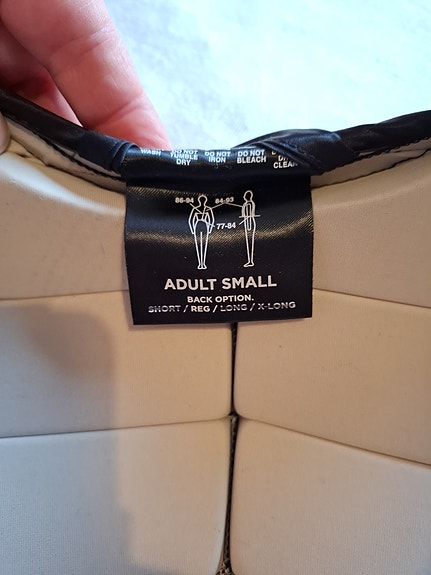 WASH DO NOT TUMBLE DRY DO NOT IRON DO NOT BLEACH CLEAN
86-94 84-93
77-84
ADULT SMALL
BACK OPTION.
SHORT / REG / LONG / X-LONG